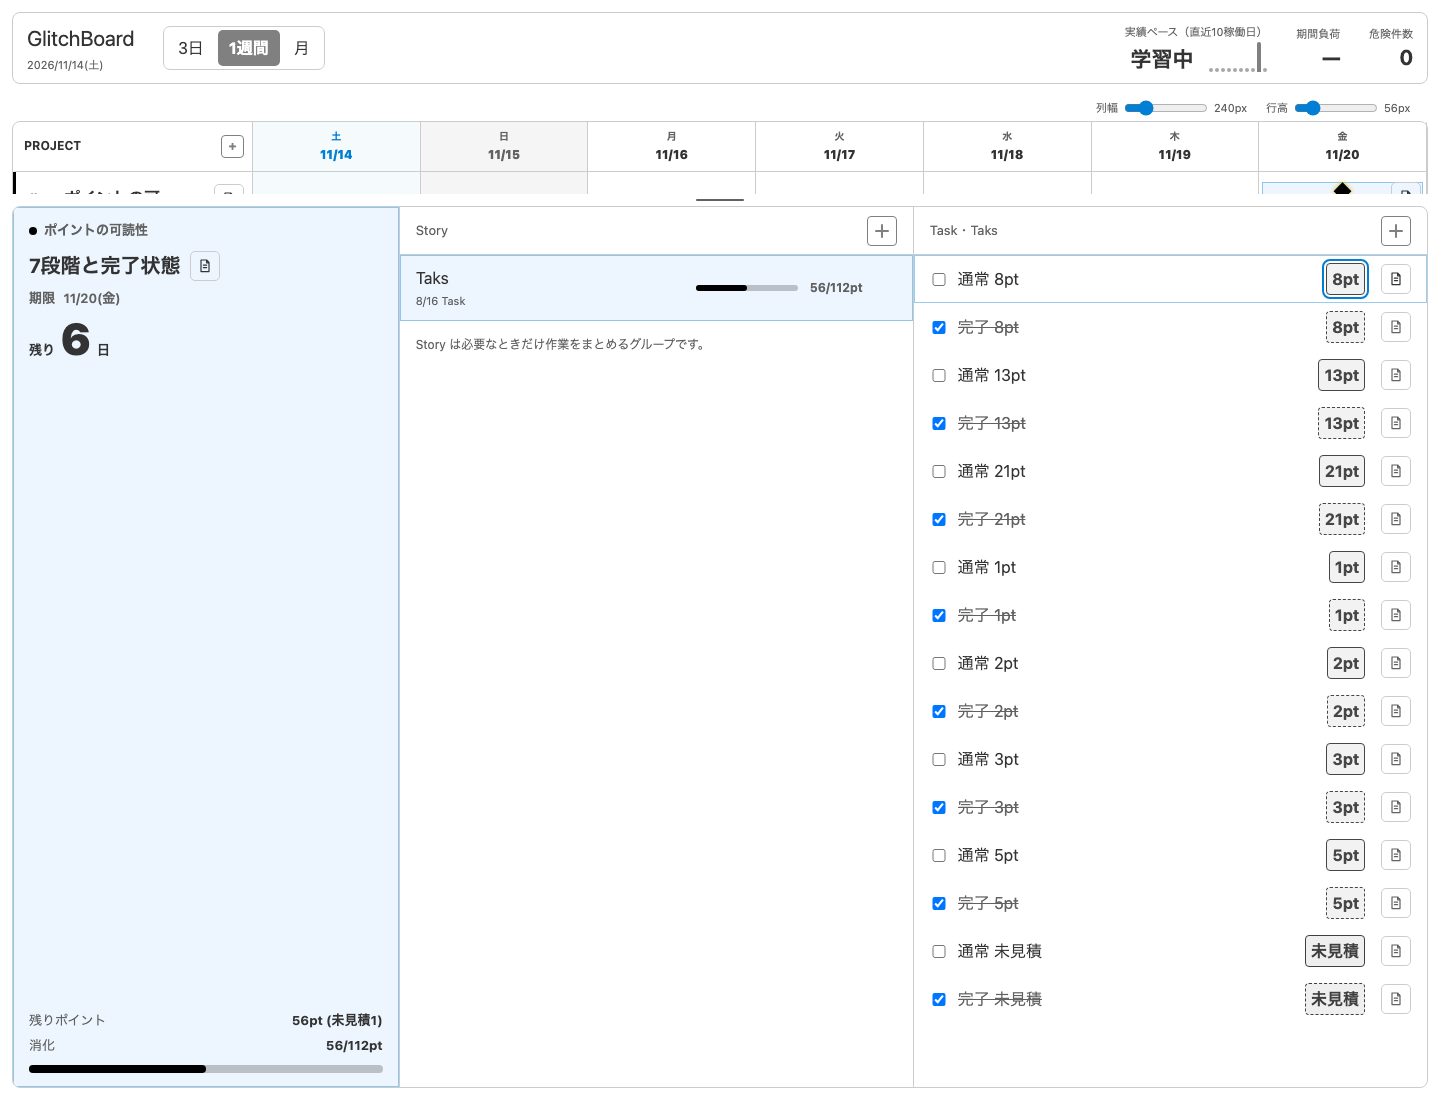 GlitchBoard
2026/11/14(土)
3日 1週間 月
実績ペース（直近10稼働日）
学習中
期間負荷
—
危険件数
0
列幅 240px 行高 56px
PROJECT +
土 11/14
日 11/15
月 11/16
火 11/17
水 11/18
木 11/19
金 11/20
ポイントの可読性
7段階と完了状態
期限 11/20(金)
残り 6 日
残りポイント 56pt (未見積1)
消化 56/112pt
Story
Taks
8/16 Task
56/112pt
Story は必要なときだけ作業をまとめるグループです。
Task・Taks
通常 8pt 8pt
完了 8pt 8pt
通常 13pt 13pt
完了 13pt 13pt
通常 21pt 21pt
完了 21pt 21pt
通常 1pt 1pt
完了 1pt 1pt
通常 2pt 2pt
完了 2pt 2pt
通常 3pt 3pt
完了 3pt 3pt
通常 5pt 5pt
完了 5pt 5pt
通常 未見積 未見積
完了 未見積 未見積